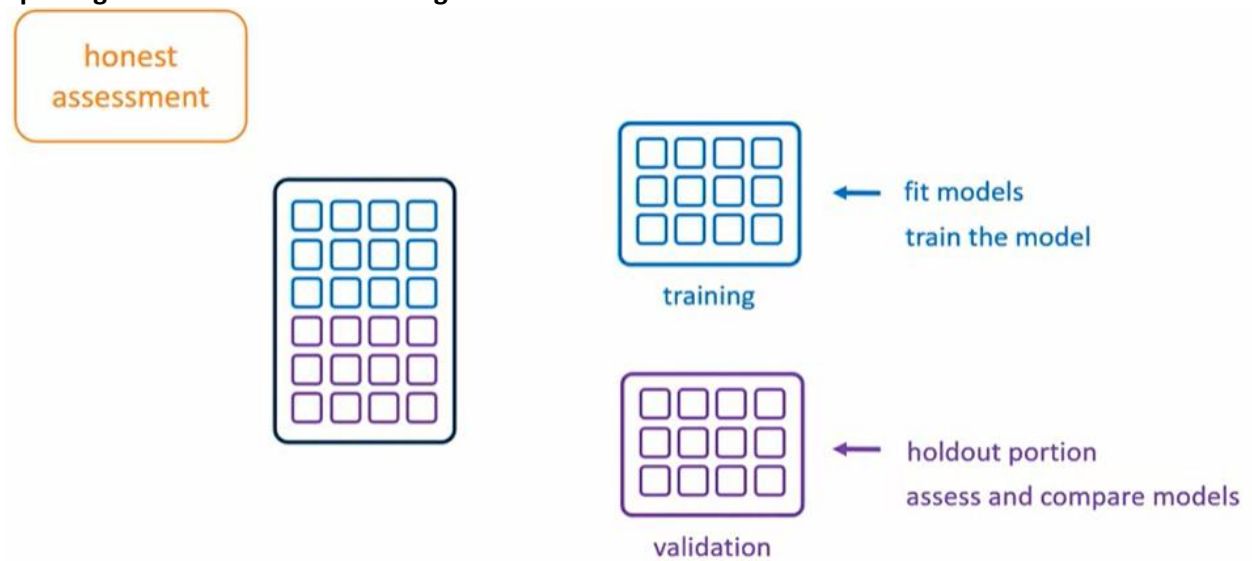 honest
assessment
fit models
train the model
training
holdout portion
assess and compare models
validation